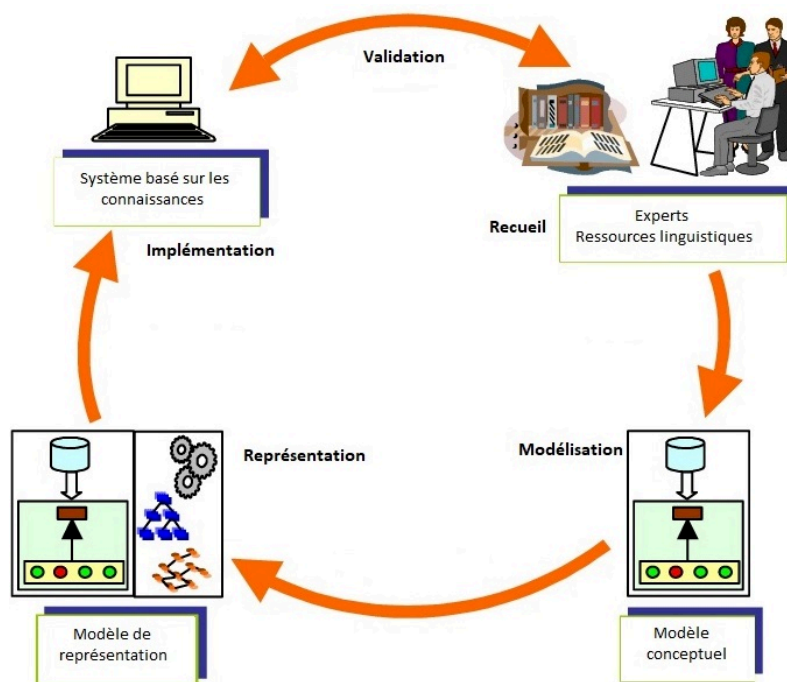 Validation
Système basé sur les
connaissances
Recueil
Experts
Ressources linguistiques
Implémentation
Représentation
Modélisation
Modèle de
représentation
Modèle
conceptuel